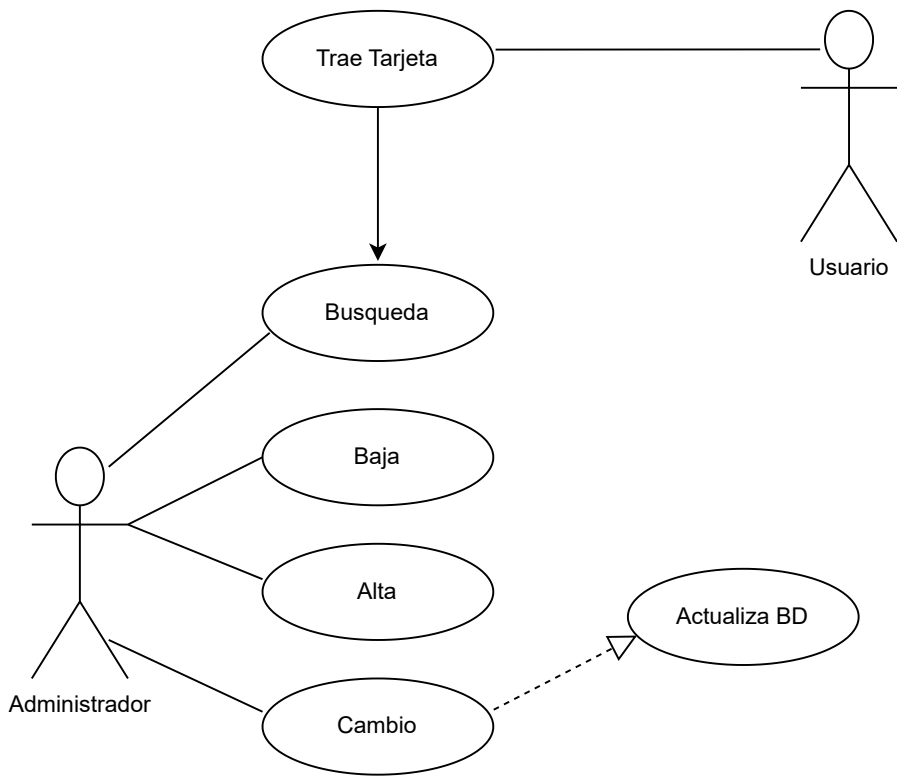 Trae Tarjeta
Usuario
Busqueda
Baja
Alta
Actualiza BD
Administrador
Cambio